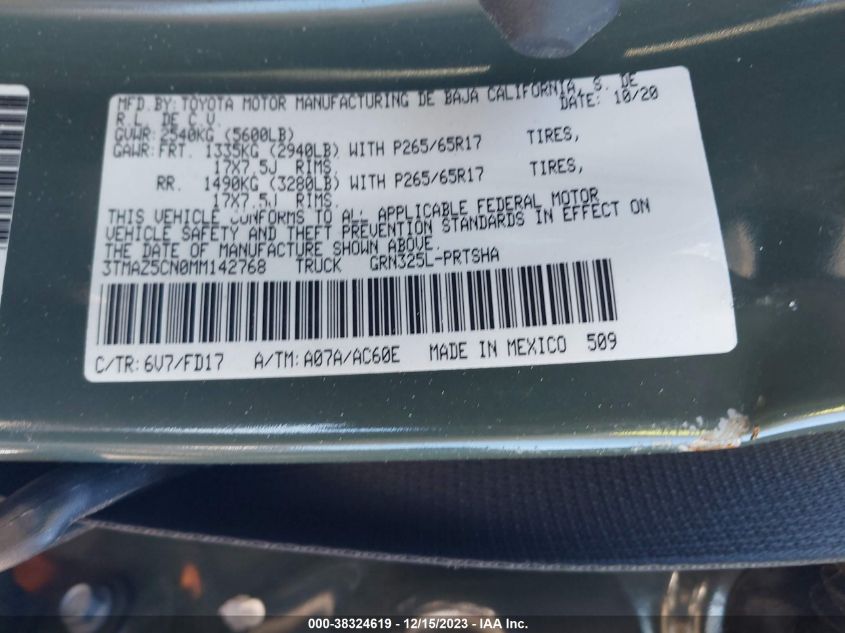 MFD.BY: TOYOTA MOTOR MANUFACTURING DE BAJA CALIFORNIA, S. DE
R.L. DE C.V. DATE: 10/20
GVWR: 2540KG (5600LB)
GAWR: FRT. 1335KG (2940LB) WITH P265/65R17 TIRES,
17X7.5J RIMS,
RR. 1490KG (3280LB) WITH P265/65R17 TIRES,
17X7.5J RIMS.
THIS VEHICLE CONFORMS TO ALL APPLICABLE FEDERAL MOTOR
VEHICLE SAFETY AND THEFT PREVENTION STANDARDS IN EFFECT ON
THE DATE OF MANUFACTURE SHOWN ABOVE.
3TMAZ5CN0MM142768 TRUCK GRN325L-PRTSHA
C/TR: 6V7/FD17 A/TM: A07A/AC60E MADE IN MEXICO 509
000-38324619 - 12/15/2023 - IAA Inc.